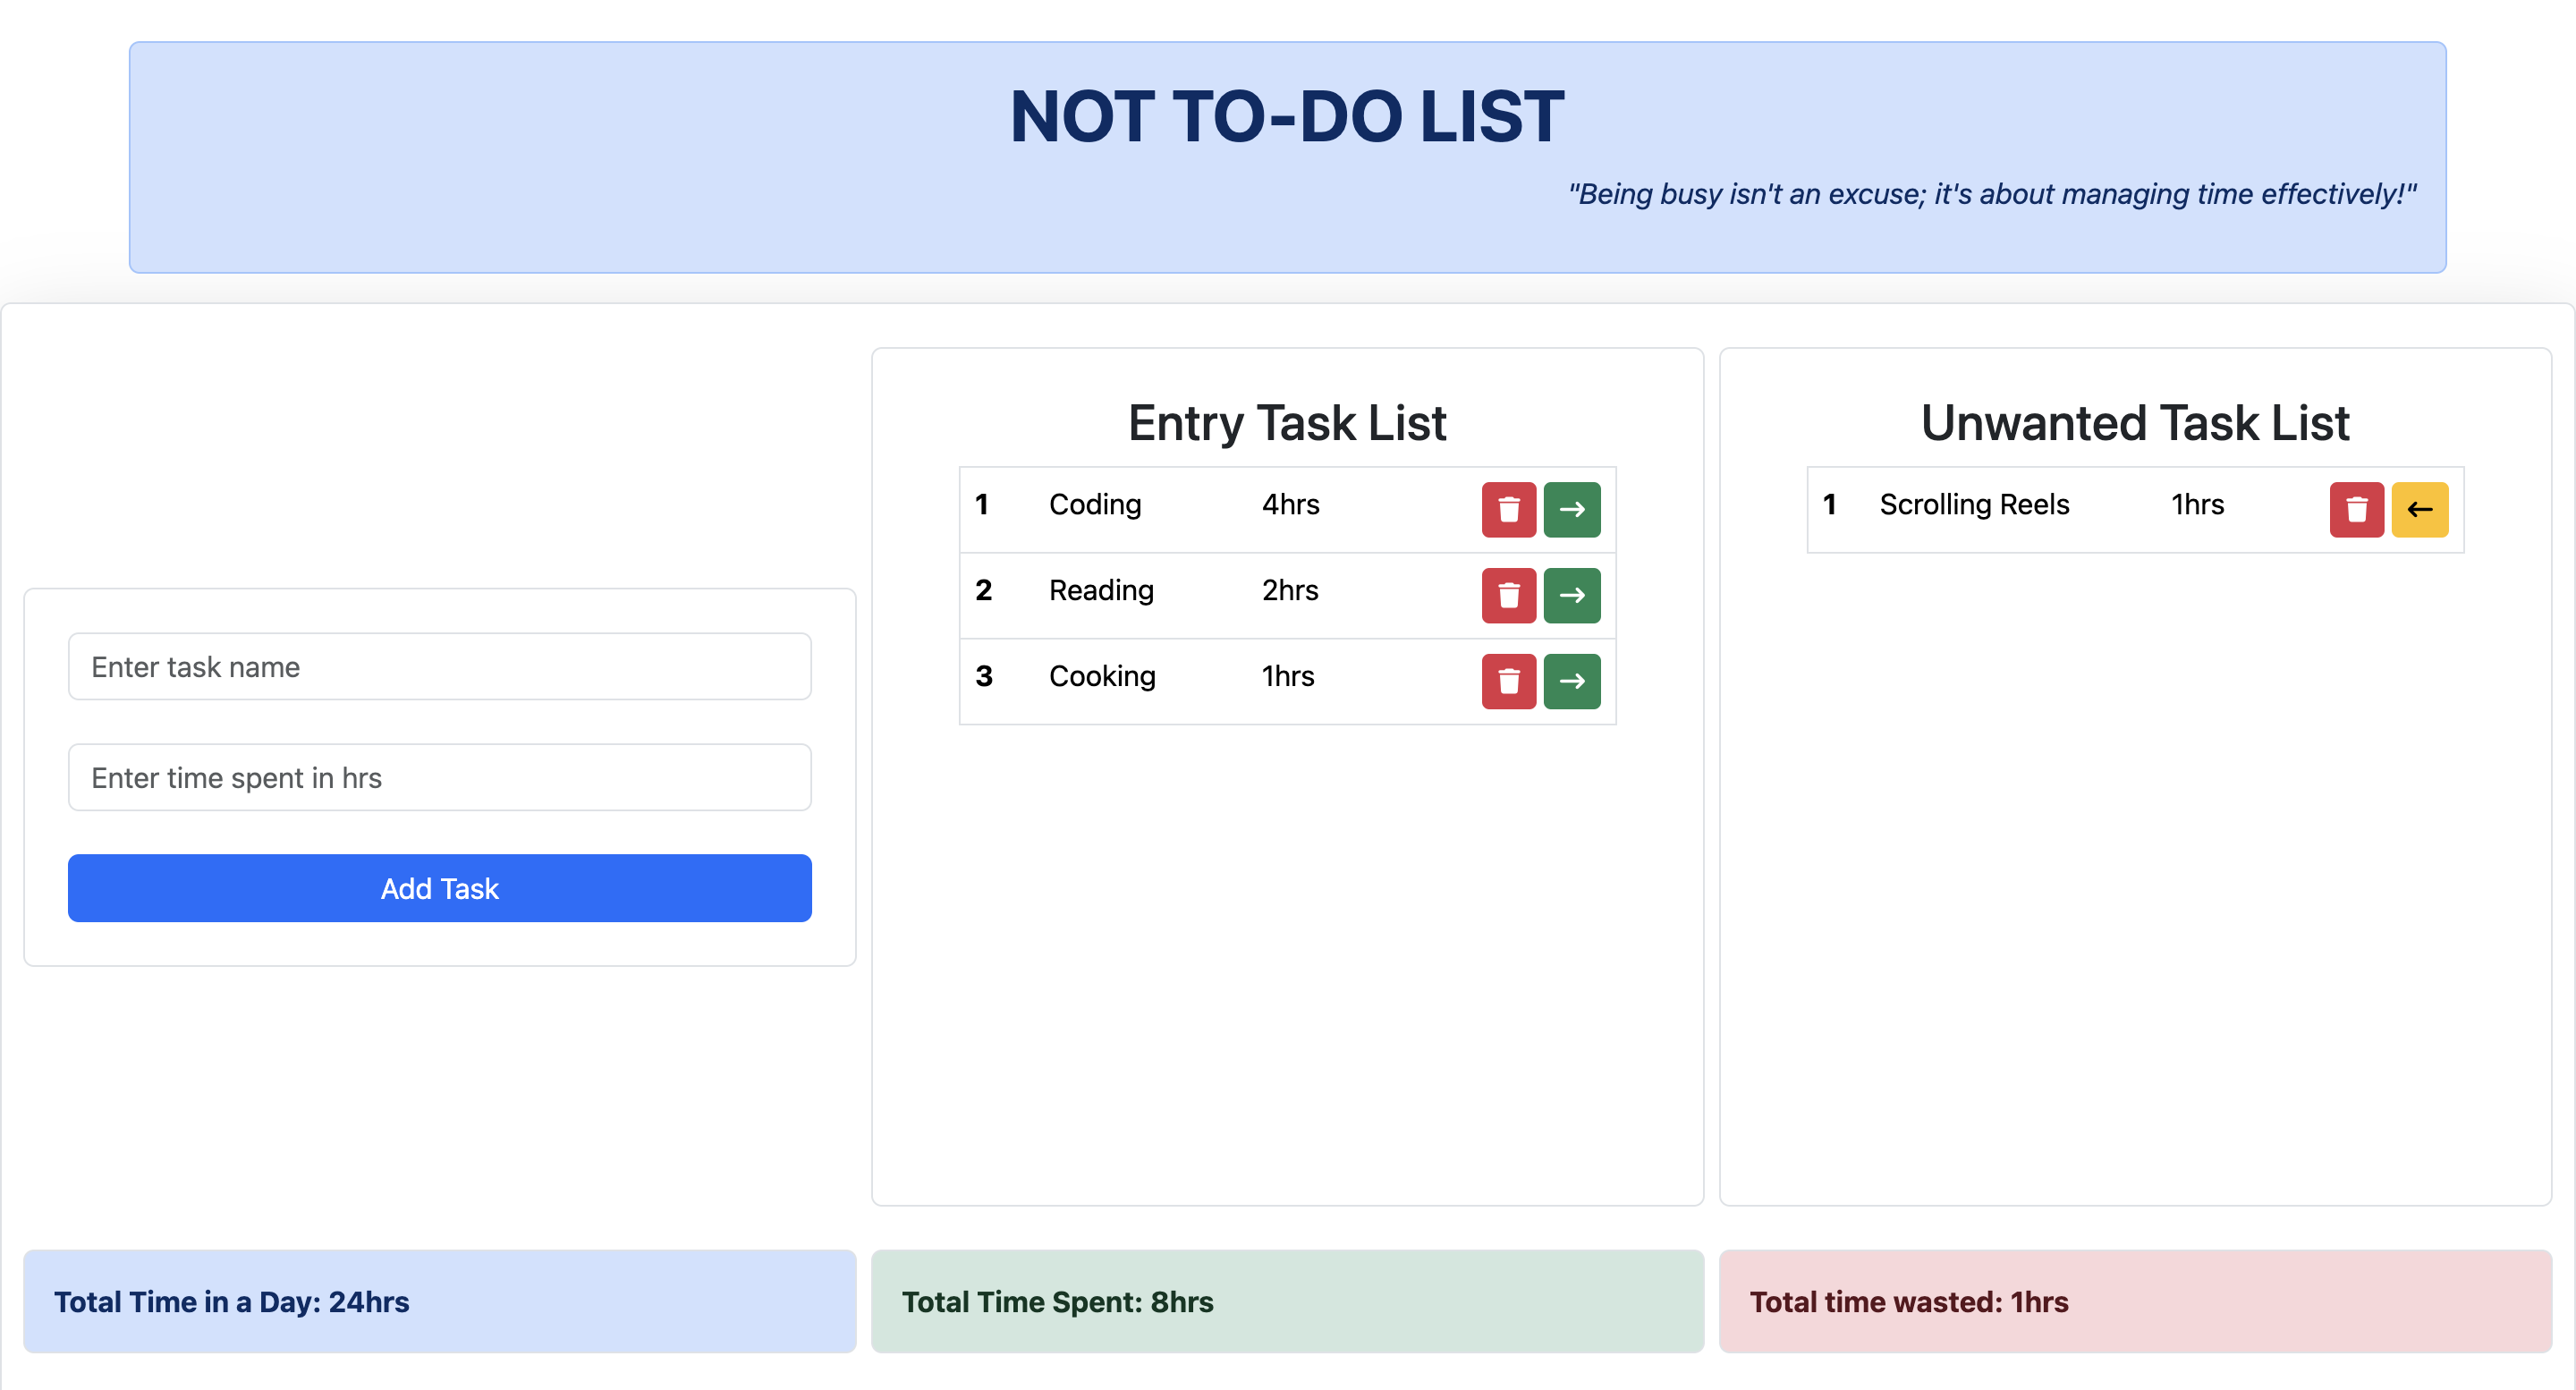 NOT TO-DO LIST
"Being busy isn't an excuse; it's about managing time effectively!"
Enter task name
Enter time spent in hrs
Add Task
Entry Task List
1 Coding 4hrs
2 Reading 2hrs
3 Cooking 1hrs
Unwanted Task List
1 Scrolling Reels 1hrs
Total Time in a Day: 24hrs
Total Time Spent: 8hrs
Total time wasted: 1hrs